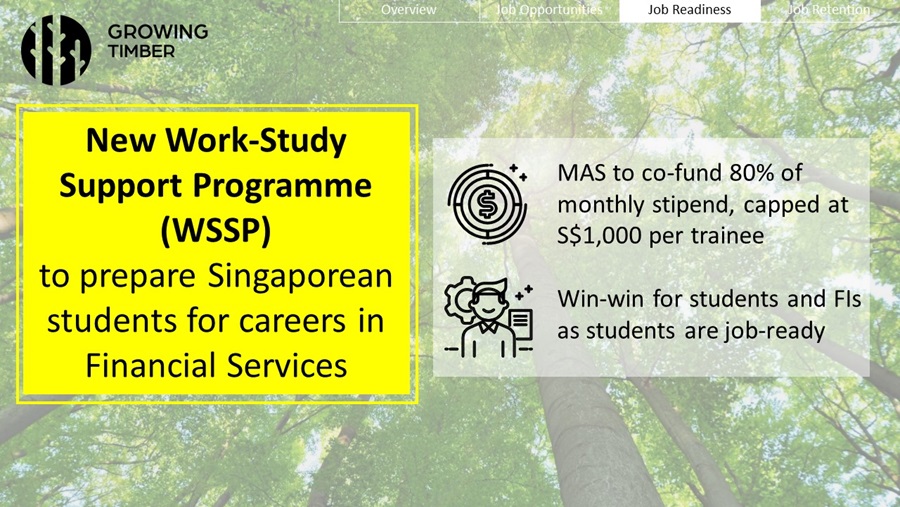 Overview
Job Opportunities
Job Readiness
Job Retention
GROWING
TIMBER
New Work-Study
Support Programme
(WSSP)
to prepare Singaporean
students for careers in
Financial Services
MAS to co-fund 80% of
monthly stipend, capped at
S$1,000 per trainee
Win-win for students and FIs
as students are job-ready